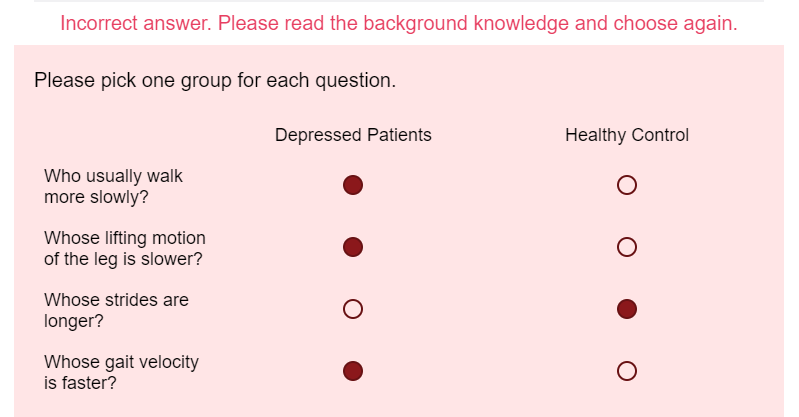 Incorrect answer. Please read the background knowledge and choose again.
Please pick one group for each question.
Depressed Patients Healthy Control
Who usually walk
more slowly?
Whose lifting motion
of the leg is slower?
Whose strides are
longer?
Whose gait velocity
is faster?